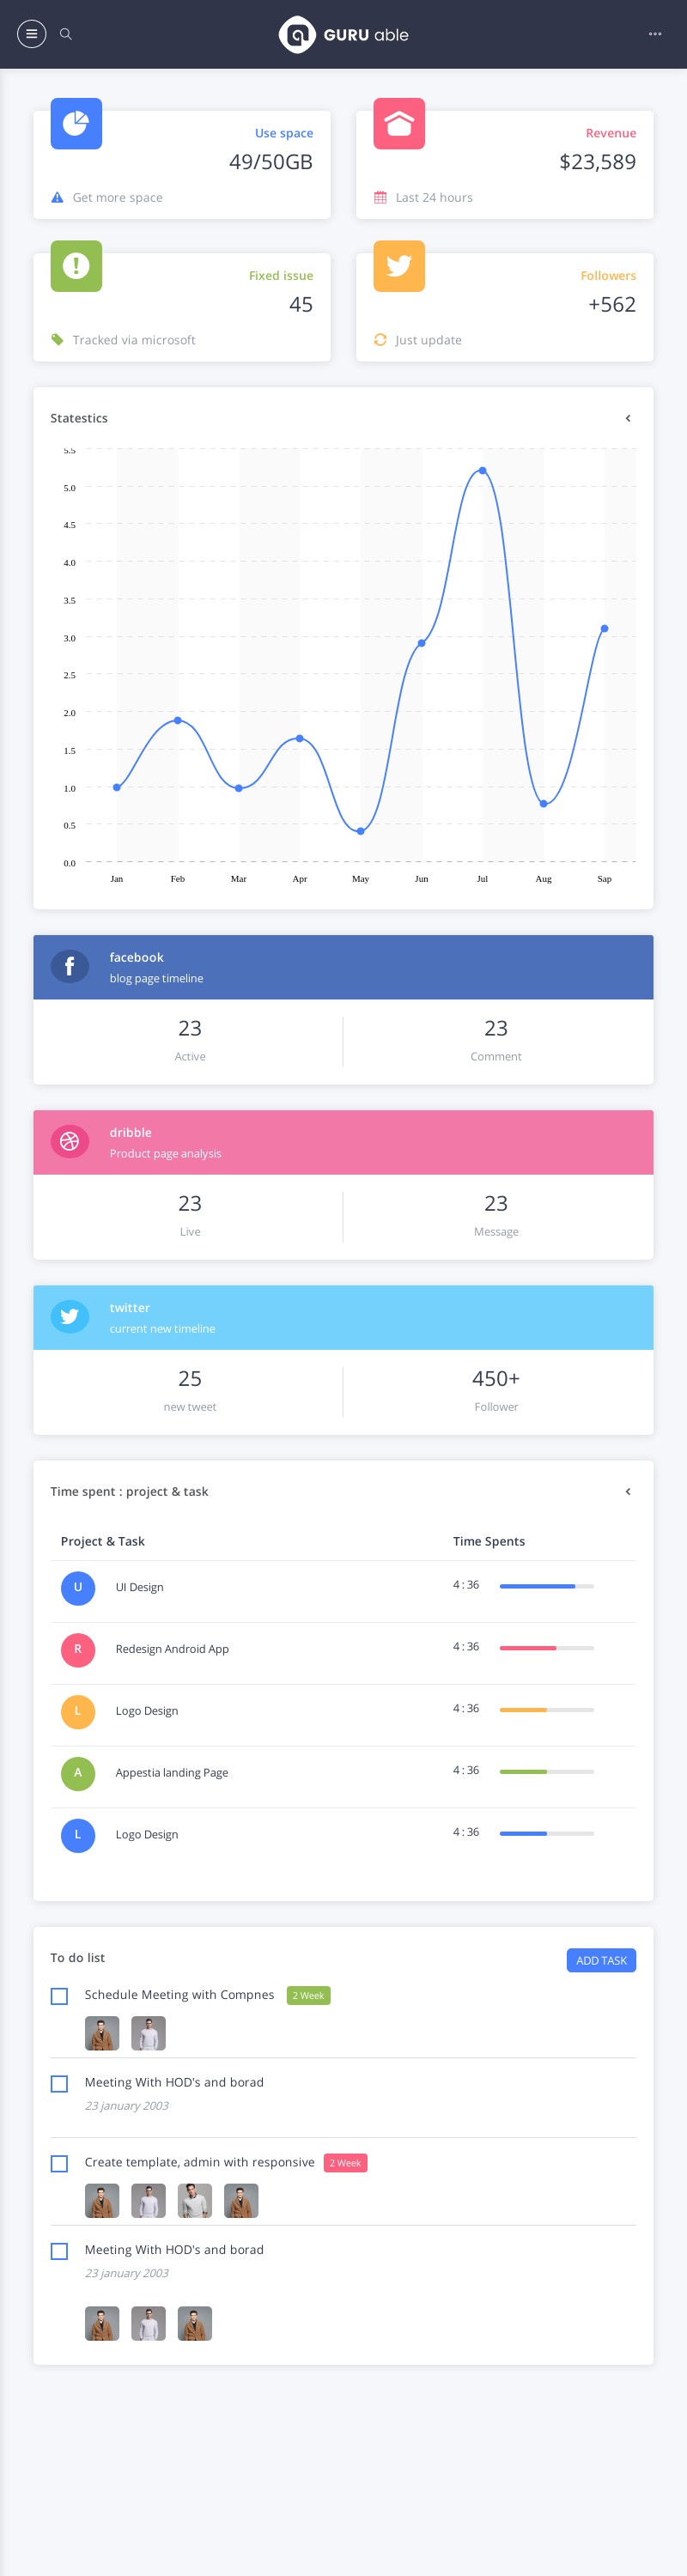 GURU able
Use space
49/50GB
Get more space
Revenue
$23,589
Last 24 hours
Fixed issue
45
Tracked via microsoft
Followers
+562
Just update
Statestics
5.5
5.0
4.5
4.0
3.5
3.0
2.5
2.0
1.5
1.0
0.5
0.0
Jan Feb Mar Apr May Jun Jul Aug Sap
facebook
blog page timeline
23
Active
23
Comment
dribble
Product page analysis
23
Live
23
Message
twitter
current new timeline
25
new tweet
450+
Follower
Time spent : project & task
Project & Task Time Spents
U UI Design 4 : 36
R Redesign Android App 4 : 36
L Logo Design 4 : 36
A Appestia landing Page 4 : 36
L Logo Design 4 : 36
To do list ADD TASK
Schedule Meeting with Compnes 2 Week
Meeting With HOD's and borad
23 january 2003
Create template, admin with responsive 2 Week
Meeting With HOD's and borad
23 january 2003